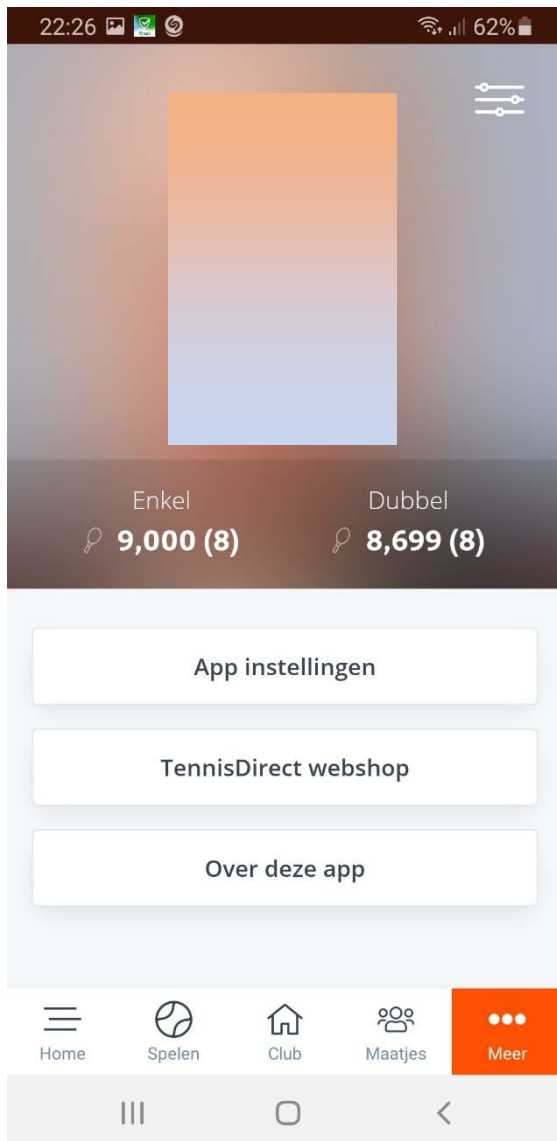 22:26 62%
Enkel Dubbel
9,000 (8) 8,699 (8)
App instellingen
TennisDirect webshop
Over deze app
Home Spelen Club Maatjes Meer